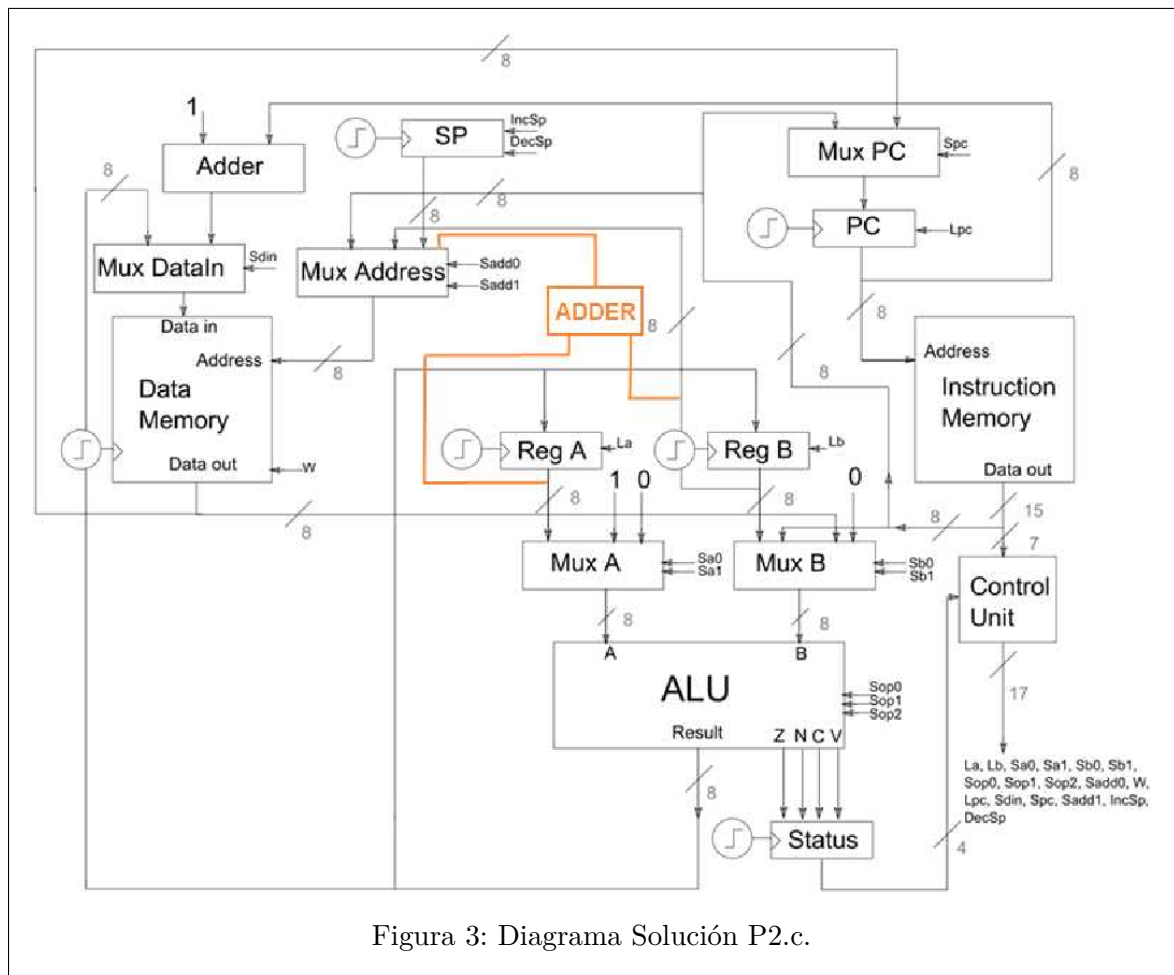 8
1
IncSp
DecSp
SP
Mux PC
Spc
Adder
8
8
8
8
PC
Lpc
Mux DataIn
Sdin
Mux Address
Sadd0
Sadd1
ADDER
8
8
Data in
Address
Data
Memory
8
8
Address
Instruction
Memory
La
Reg A
Lb
Reg B
Data out
W
Data out
8
8
1 0
8
0
8
15
7
Mux A
Sa0
Sa1
Mux B
Sb0
Sb1
Control
Unit
8
8
A
B
ALU
Sop0
Sop1
Sop2
17
Result
Z N C V
8
La, Lb, Sa0, Sa1, Sb0, Sb1,
Sop0, Sop1, Sop2, Sadd0, W,
Lpc, Sdin, Spc, Sadd1, IncSp,
DecSp
Status
4
Figura 3: Diagrama Solución P2.c.